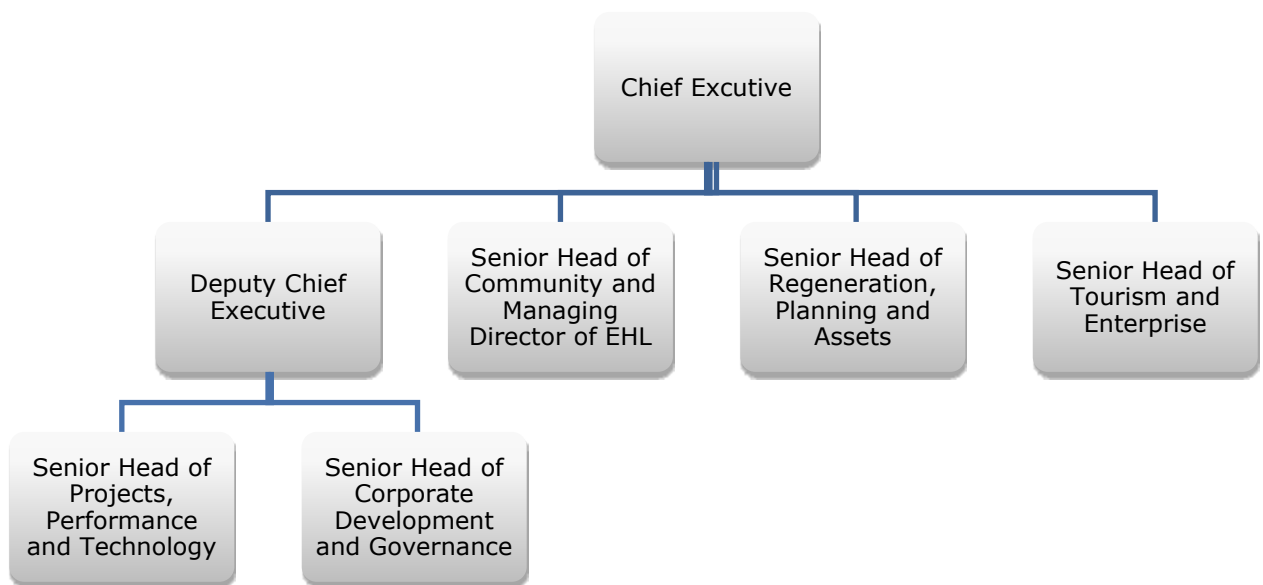 Chief Excutive
Deputy Chief
Executive
Senior Head of
Community and
Managing
Director of EHL
Senior Head of
Regeneration,
Planning and
Assets
Senior Head of
Tourism and
Enterprise
Senior Head of
Projects,
Performance
and Technology
Senior Head of
Corporate
Development
and Governance